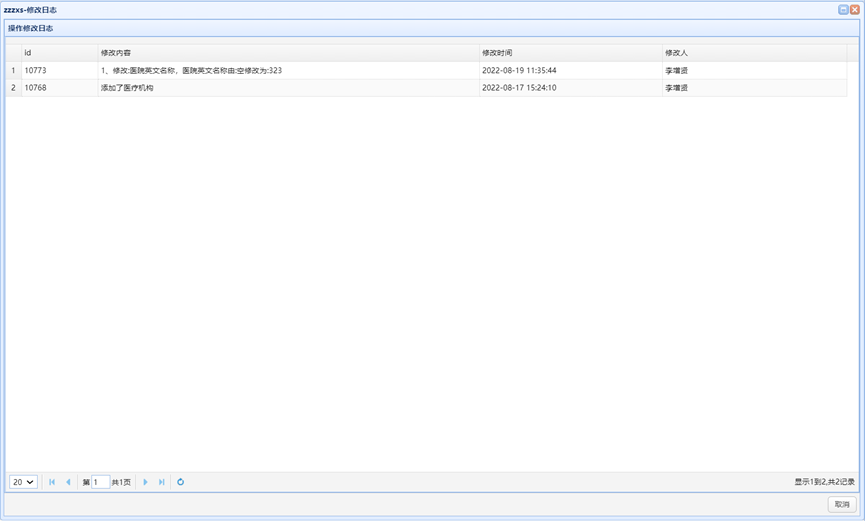 zzzxs-修改日志
操作修改日志
id 修改内容 修改时间 修改人
1 10773 1、修改:医院英文名称，医院英文名称由:空修改为:323 2022-08-19 11:35:44 李增贤
2 10768 添加了医疗机构 2022-08-17 15:24:10 李增贤
20 第 1 共1页 显示1到2,共2记录
取消